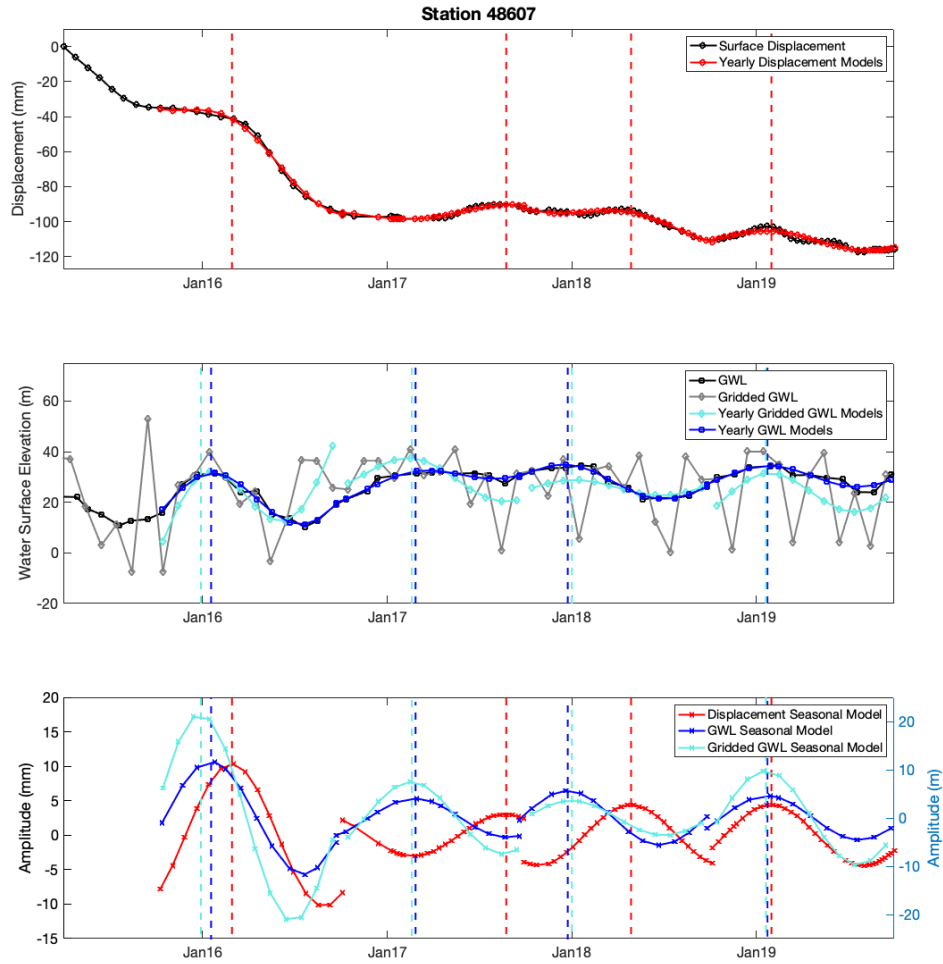 Station 48607
Displacement (mm)
0
-20
-40
-60
-80
-100
-120
Surface Displacement
Yearly Displacement Models
Jan16 Jan17 Jan18 Jan19
Water Surface Elevation (m)
60
40
20
0
-20
GWL
Gridded GWL
Yearly Gridded GWL Models
Yearly GWL Models
Jan16 Jan17 Jan18 Jan19
Amplitude (mm)
20
15
10
5
0
-5
-10
-15
Displacement Seasonal Model
GWL Seasonal Model
Gridded GWL Seasonal Model
20
10
0
-10
-20
Amplitude (m)
Jan16 Jan17 Jan18 Jan19